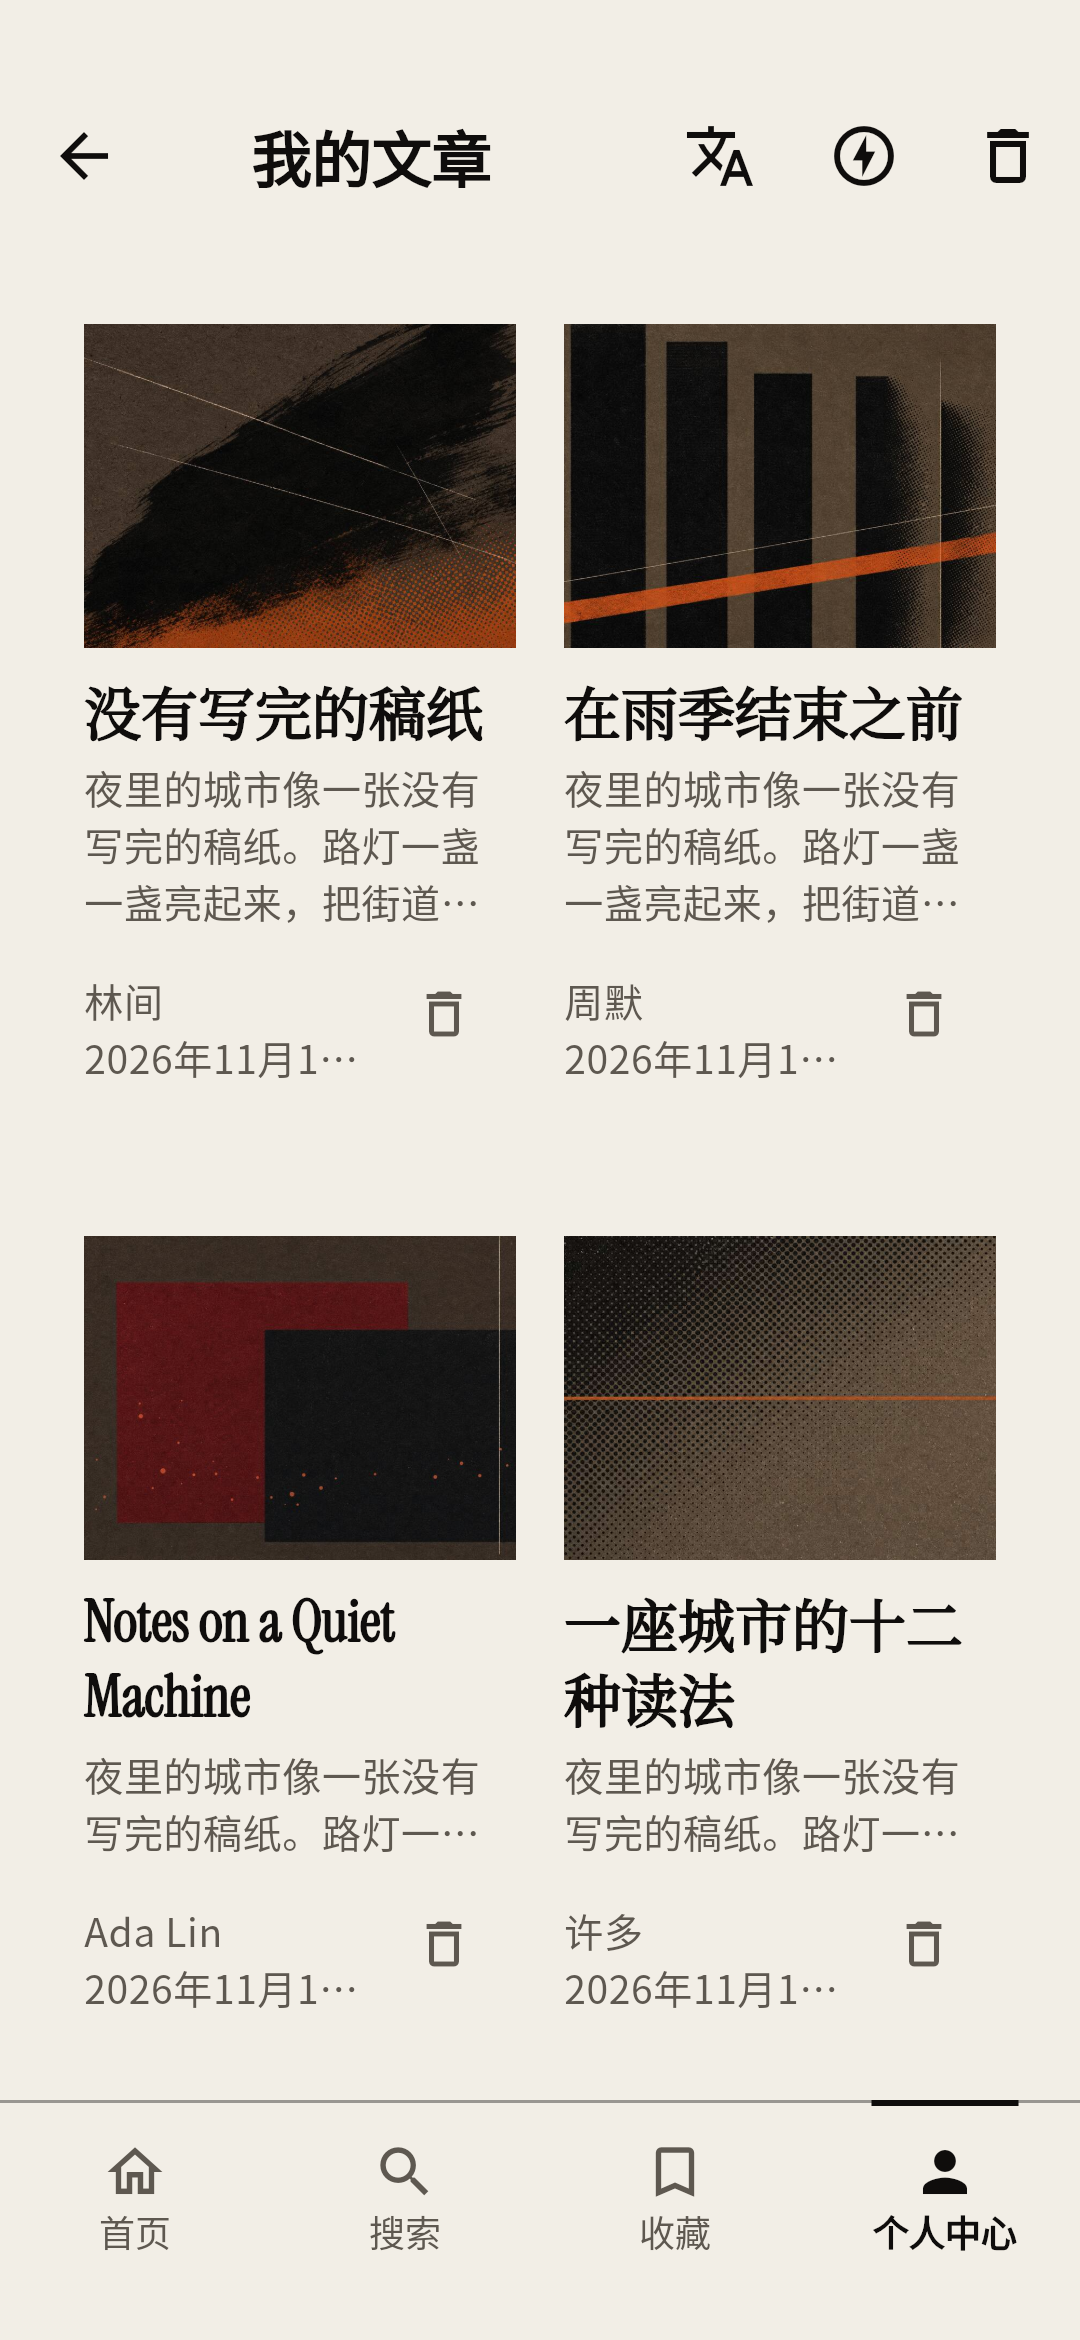 我的文章
没有写完的稿纸
夜里的城市像一张没有
写完的稿纸。路灯一盏
一盏亮起来，把街道…
林间
2026年11月1…
在雨季结束之前
夜里的城市像一张没有
写完的稿纸。路灯一盏
一盏亮起来，把街道…
周默
2026年11月1…
Notes on a Quiet
Machine
夜里的城市像一张没有
写完的稿纸。路灯一…
Ada Lin
2026年11月1…
一座城市的十二
种读法
夜里的城市像一张没有
写完的稿纸。路灯一…
许多
2026年11月1…
首页
搜索
收藏
个人中心